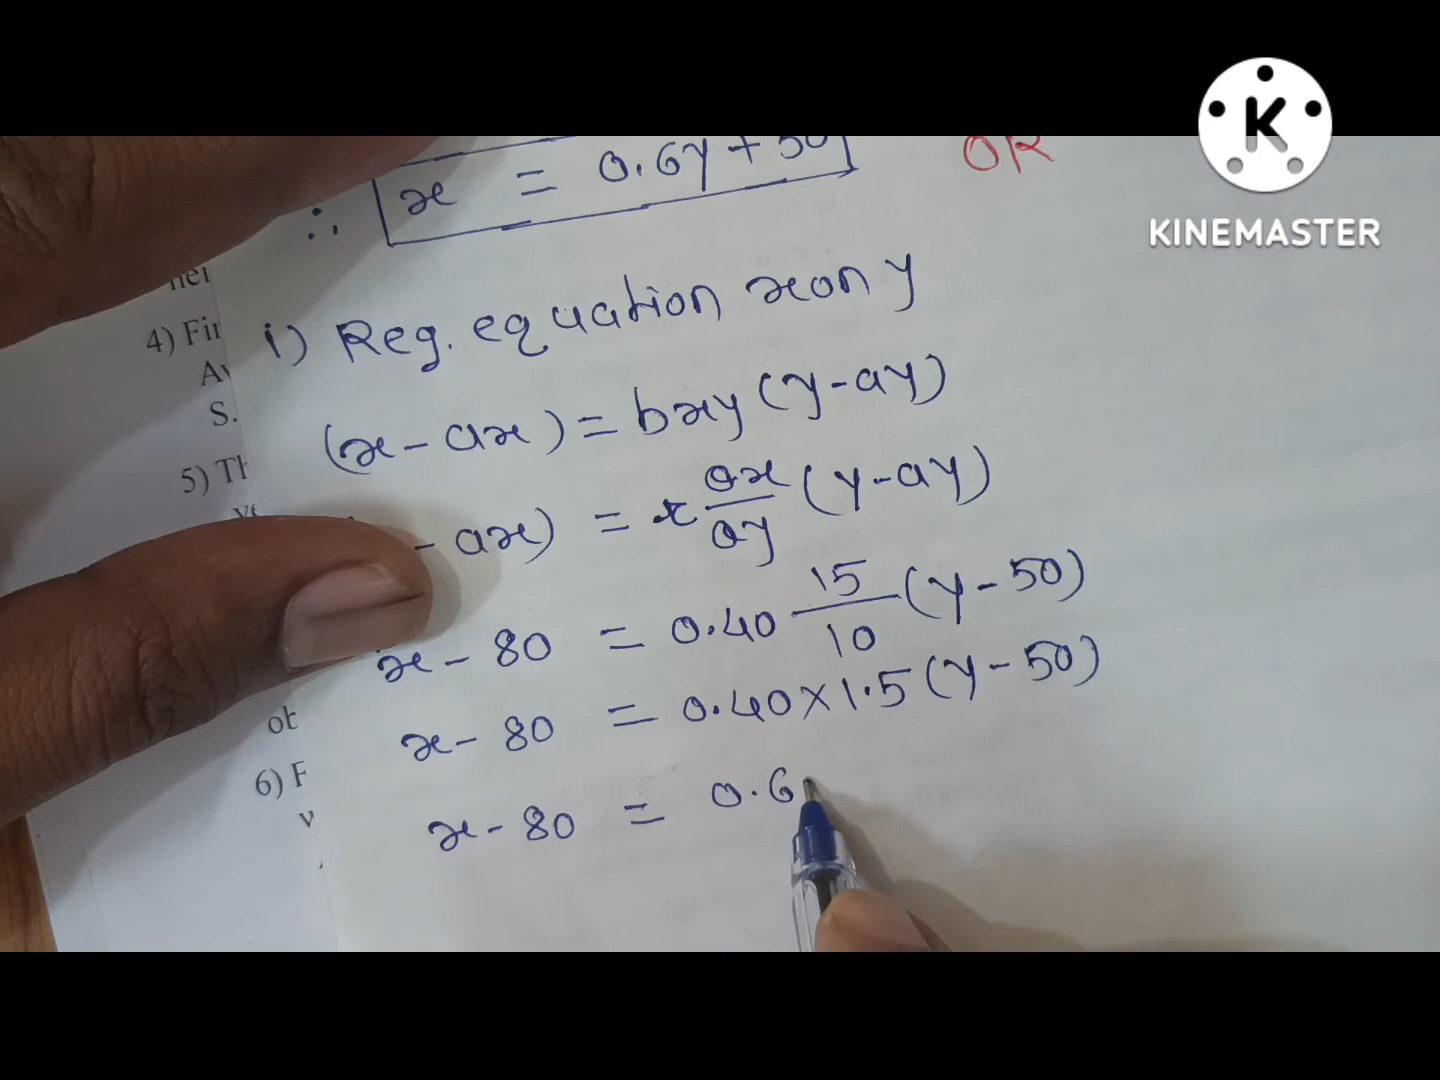 K
KINEMASTER
∴ x = 0.6y + 50 OR
i) Reg. equation x on y
(x - ax) = bxy (y - ay)
- ax) = r σx/σy (y - ay)
x - 80 = 0.40 15/10 (y - 50)
x - 80 = 0.40 × 1.5 (y - 50)
x - 80 = 0.6
4) Fi
S.
5) Th
ob
6) F
v